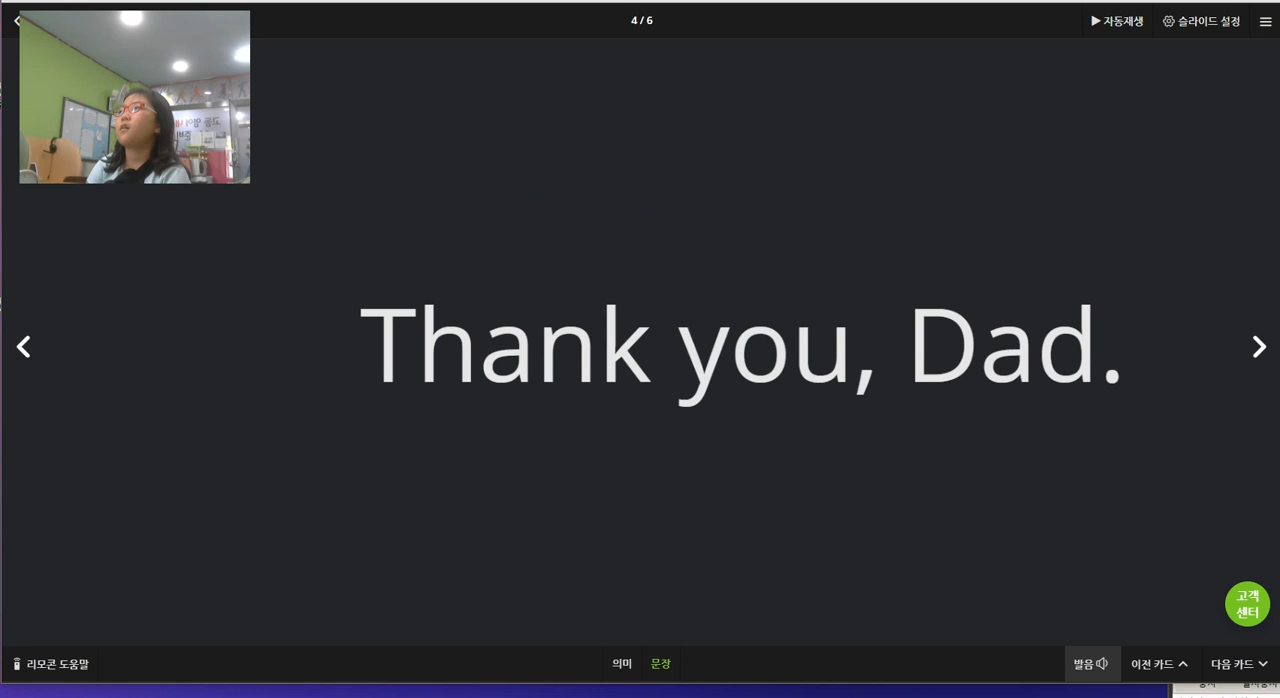 4 / 6
자동재생
슬라이드 설정
Thank you, Dad.
고객
센터
리모콘 도움말
의미
문장
발음
이전 카드
다음 카드